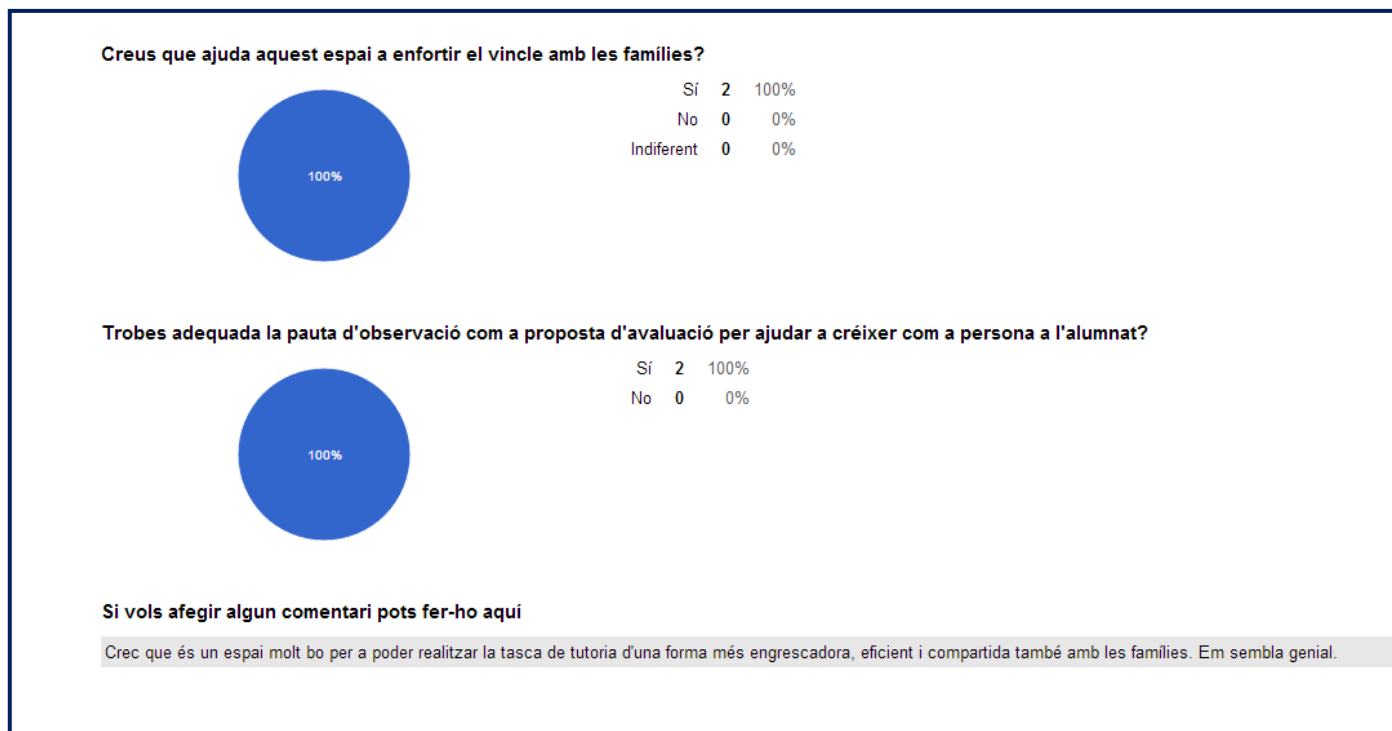 Creus que ajuda aquest espai a enfortir el vincle amb les famílies?
Sí 2 100%
No 0 0%
Indiferent 0 0%
100%
Trobes adequada la pauta d'observació com a proposta d'avaluació per ajudar a créixer com a persona a l'alumnat?
Sí 2 100%
No 0 0%
100%
Si vols afegir algun comentari pots fer-ho aquí
Crec que és un espai molt bo per a poder realitzar la tasca de tutoria d'una forma més engrescadora, eficient i compartida també amb les famílies. Em sembla genial.